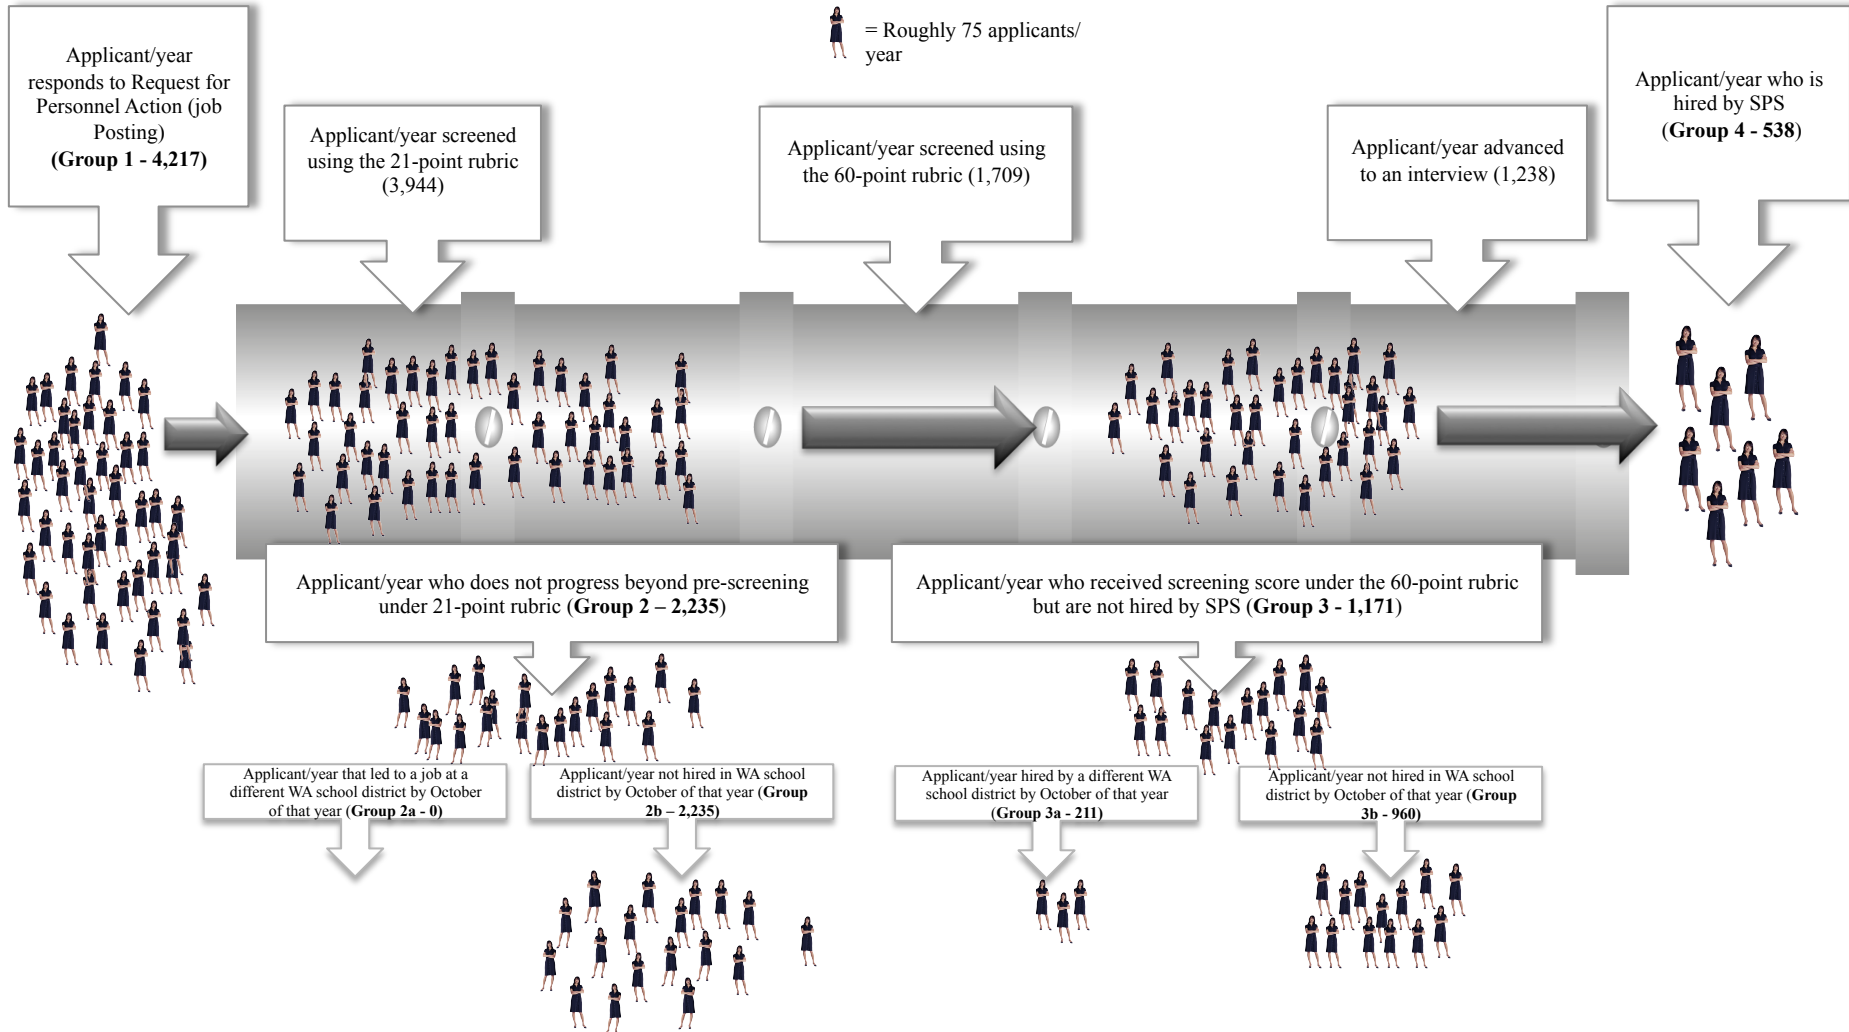 = Roughly 75 applicants/
year
Applicant/year
responds to Request for
Personnel Action (job
Posting)
(Group 1 - 4,217)
Applicant/year screened
using the 21-point rubric
(3,944)
Applicant/year screened using
the 60-point rubric (1,709)
Applicant/year advanced
to an interview (1,238)
Applicant/year who is
hired by SPS
(Group 4 - 538)
Applicant/year who does not progress beyond pre-screening
under 21-point rubric (Group 2 – 2,235)
Applicant/year who received screening score under the 60-point rubric
but are not hired by SPS (Group 3 - 1,171)
Applicant/year that led to a job at a
different WA school district by October
of that year (Group 2a - 0)
Applicant/year not hired in WA school
district by October of that year (Group
2b – 2,235)
Applicant/year hired by a different WA
school district by October of that year
(Group 3a - 211)
Applicant/year not hired in WA school
district by October of that year (Group
3b - 960)